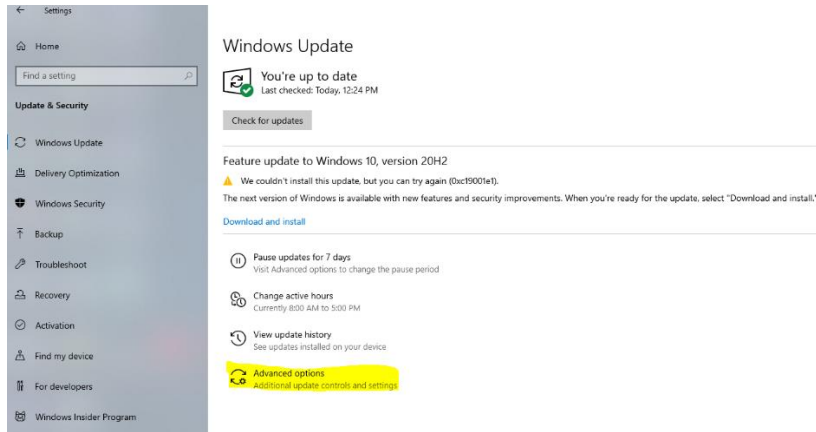 Settings
Home
Find a setting
Update & Security
Windows Update
Delivery Optimization
Windows Security
Backup
Troubleshoot
Recovery
Activation
Find my device
For developers
Windows Insider Program
Windows Update
You're up to date
Last checked: Today, 12:24 PM
Check for updates
Feature update to Windows 10, version 20H2
We couldn't install this update, but you can try again (0xc19001e1).
The next version of Windows is available with new features and security improvements. When you're ready for the update, select "Download and install."
Download and install
Pause updates for 7 days
Visit Advanced options to change the pause period
Change active hours
Currently 8:00 AM to 5:00 PM
View update history
See updates installed on your device
Advanced options
Additional update controls and settings